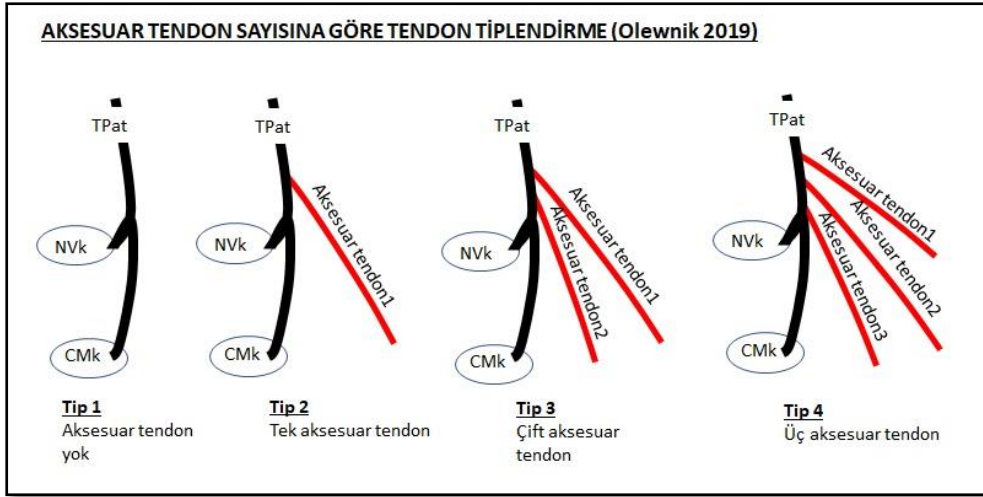 AKSESUAR TENDON SAYISINA GÖRE TENDON TİPLENDİRME (Olewnik 2019)
TPat
NVk
CMk
Tip 1
Aksesuar tendon
yok
TPat
Aksesuar tendon1
NVk
CMk
Tip 2
Tek aksesuar tendon
TPat
Aksesuar tendon1
Aksesuar tendon2
NVk
CMk
Tip 3
Çift aksesuar
tendon
TPat
Aksesuar tendon1
Aksesuar tendon2
Aksesuar tendon3
NVk
CMk
Tip 4
Üç aksesuar tendon